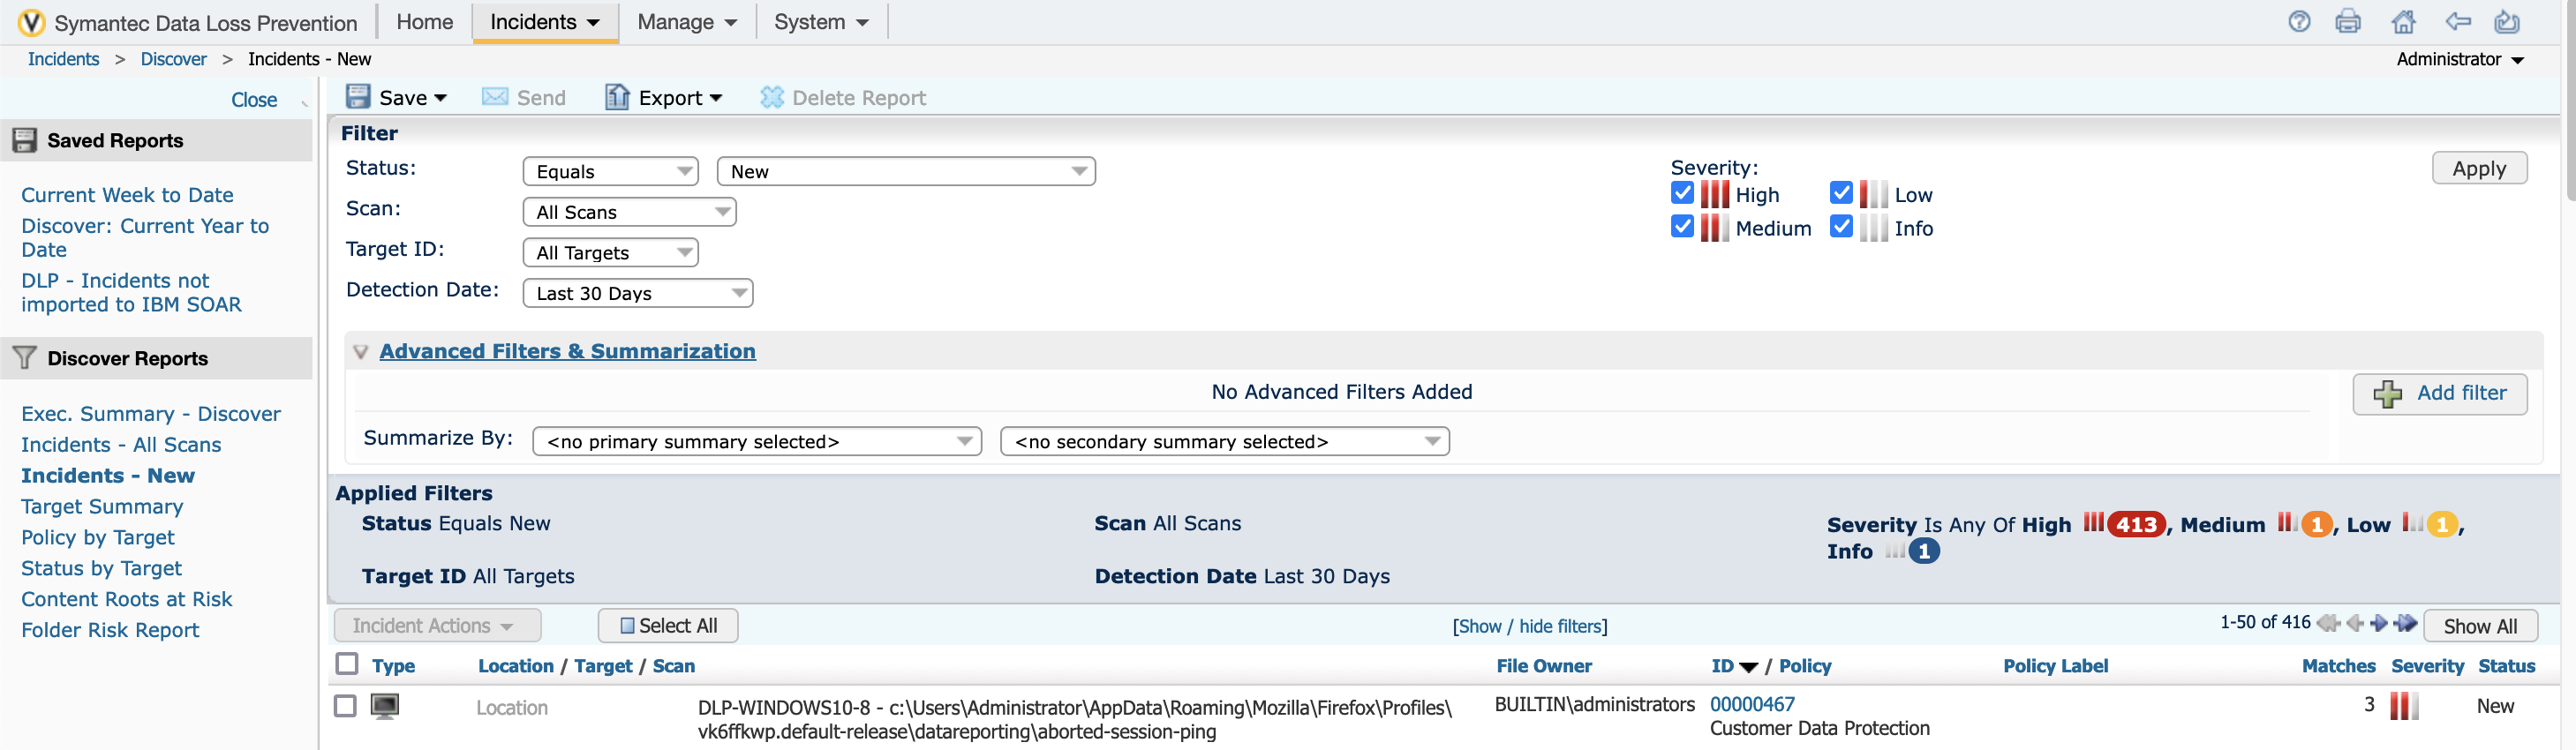 Symantec Data Loss Prevention Home Incidents Manage System
Incidents > Discover > Incidents - New Administrator
Close
Save Send Export Delete Report
Saved Reports
Current Week to Date
Discover: Current Year to
Date
DLP - Incidents not
imported to IBM SOAR
Discover Reports
Exec. Summary - Discover
Incidents - All Scans
Incidents - New
Target Summary
Policy by Target
Status by Target
Content Roots at Risk
Folder Risk Report
Filter
Status: Equals New
Scan: All Scans
Target ID: All Targets
Detection Date: Last 30 Days
Severity:
High Low
Medium Info
Apply
Advanced Filters & Summarization
No Advanced Filters Added
Add filter
Summarize By: <no primary summary selected> <no secondary summary selected>
Applied Filters
Status Equals New Scan All Scans
Severity Is Any Of High 413, Medium 1, Low 1,
Info 1
Target ID All Targets Detection Date Last 30 Days
Incident Actions Select All [Show / hide filters] 1-50 of 416 Show All
Type Location / Target / Scan File Owner ID / Policy Policy Label Matches Severity Status
Location DLP-WINDOWS10-8 - c:\Users\Administrator\AppData\Roaming\Mozilla\Firefox\Profiles\ BUILTIN\administrators 00000467 3 New
vk6ffkwp.default-release\datareporting\aborted-session-ping Customer Data Protection